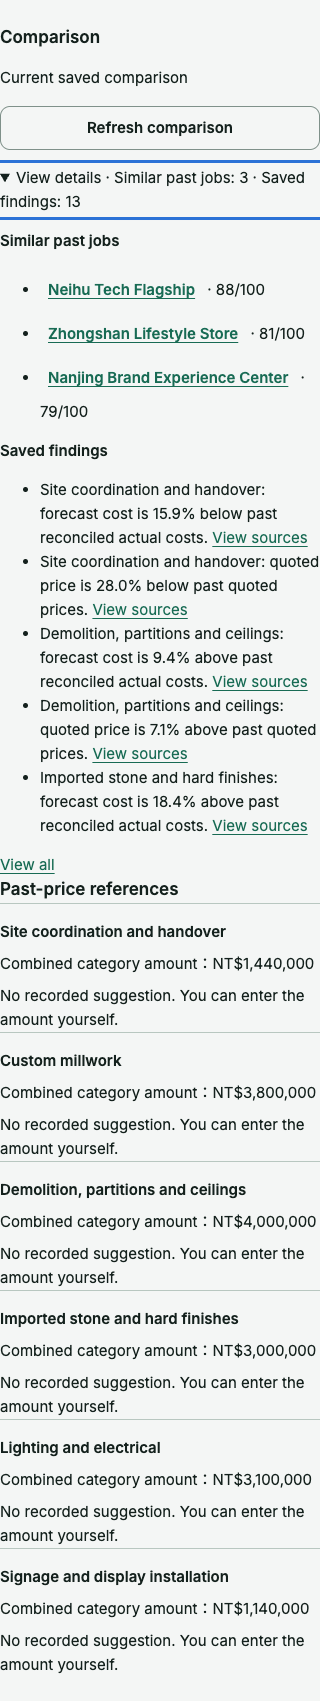 Comparison
Current saved comparison
Refresh comparison
▼ View details · Similar past jobs: 3 · Saved
findings: 13
Similar past jobs
• Neihu Tech Flagship · 88/100
• Zhongshan Lifestyle Store · 81/100
• Nanjing Brand Experience Center ·
79/100
Saved findings
• Site coordination and handover:
forecast cost is 15.9% below past
reconciled actual costs. View sources
• Site coordination and handover: quoted
price is 28.0% below past quoted
prices. View sources
• Demolition, partitions and ceilings:
forecast cost is 9.4% above past
reconciled actual costs. View sources
• Demolition, partitions and ceilings:
quoted price is 7.1% above past quoted
prices. View sources
• Imported stone and hard finishes:
forecast cost is 18.4% above past
reconciled actual costs. View sources
View all
Past-price references
Site coordination and handover
Combined category amount：NT$1,440,000
No recorded suggestion. You can enter the
amount yourself.
Custom millwork
Combined category amount：NT$3,800,000
No recorded suggestion. You can enter the
amount yourself.
Demolition, partitions and ceilings
Combined category amount：NT$4,000,000
No recorded suggestion. You can enter the
amount yourself.
Imported stone and hard finishes
Combined category amount：NT$3,000,000
No recorded suggestion. You can enter the
amount yourself.
Lighting and electrical
Combined category amount：NT$3,100,000
No recorded suggestion. You can enter the
amount yourself.
Signage and display installation
Combined category amount：NT$1,140,000
No recorded suggestion. You can enter the
amount yourself.